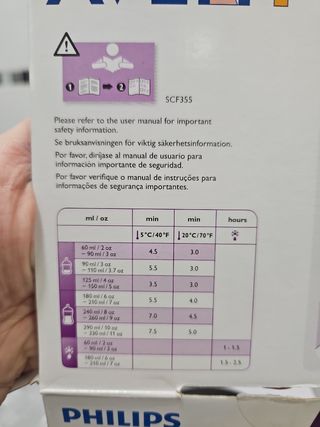 AVENT
1 2
SCF355
Please refer to the user manual for important
safety information.
Se bruksanvisningen för viktig säkerhetsinformation.
Por favor, diríjase al manual de usuario para
información importante de seguridad.
Por favor verifique o manual de instruções para
informações de segurança importantes.
ml / oz min min hours
5°C/40°F 20°C/70°F
60 ml / 2 oz
– 90 ml / 3 oz 4.5 3.0
90 ml / 3 oz
– 110 ml / 3.7 oz 5.5 3.0
125 ml / 4 oz
– 150 ml / 5 oz 3.5 3.0
180 ml / 6 oz
– 210 ml / 7 oz 5.5 4.0
240 ml / 8 oz
– 260 ml / 9 oz 7.0 4.5
290 ml / 10 oz
– 330 ml / 11 oz 7.5 5.0
60 ml / 2 oz
– 90 ml / 3 oz 1 - 1.5
180 ml / 6 oz
– 210 ml / 7 oz 1.5 - 2.5
PHILIPS